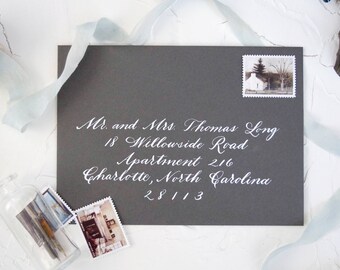 Mr. and Mrs. Thomas Long
18 Willowside Road
Apartment 216
Charlotte, North Carolina
28113